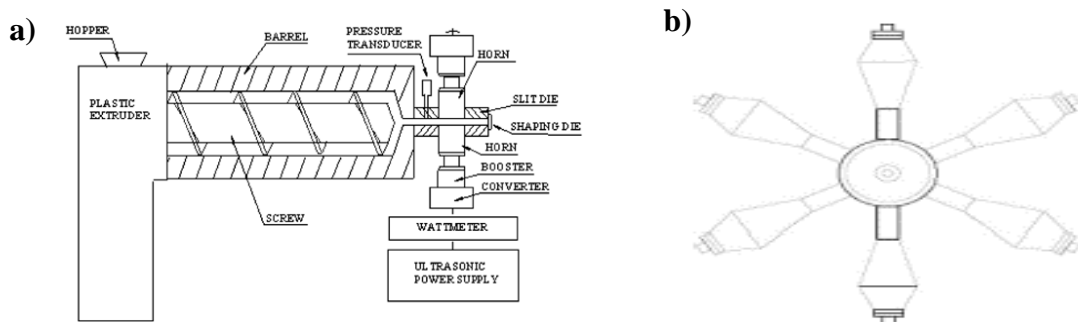 a)
HOPPER
BARREL
PRESSURE
TRANSDUCER
HORN
PLASTIC
EXTRUDER
SLIT DIE
SHAPING DIE
HORN
BOOSTER
CONVERTER
SCREW
WATTMETER
ULTRASONIC
POWER SUPPLY
b)